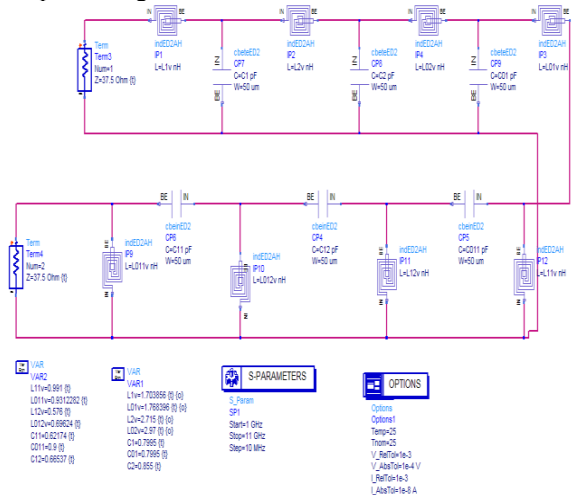 IN BE IN BE IN BE IN BE
Term
Term3
Num=1
Z=37.5 Ohm {t}
indED2AH
IP1
L=L1v nH
cbeteED2
CP7
C=C1 pF
W=50 um
indED2AH
IP2
L=L2v nH
cbeteED2
CP8
C=C2 pF
W=50 um
indED2AH
IP4
L=L02v nH
cbeteED2
CP9
C=C01 pF
W=50 um
indED2AH
IP3
L=L01v nH
BE IN BE IN BE IN
Term
Term4
Num=2
Z=37.5 Ohm {t}
indED2AH
IP9
L=L011v nH
cbeinED2
CP6
C=C11 pF
W=50 um
indED2AH
IP10
L=L012v nH
cbeinED2
CP4
C=C12 pF
W=50 um
indED2AH
IP11
L=L12v nH
cbeinED2
CP5
C=C011 pF
W=50 um
indED2AH
IP12
L=L11v nH
VAR
VAR2
L11v=0.991 {t}
L011v=0.9312282 {t}
L12v=0.576 {t}
L012v=0.69624 {t}
C11=0.62174 {t}
C011=0.9 {t}
C12=0.66537 {t}
VAR
VAR1
L1v=1.703856 {t} {o}
L01v=1.768396 {t} {o}
L2v=2.715 {t} {o}
L02v=2.97 {t} {o}
C1=0.7995 {t}
C01=0.7995 {t}
C2=0.855 {t}
S-PARAMETERS
S_Param
SP1
Start=1 GHz
Stop=11 GHz
Step=10 MHz
OPTIONS
Options
Options1
Temp=25
Tnom=25
V_RelTol=1e-3
V_AbsTol=1e-4 V
I_RelTol=1e-3
I_AbsTol=1e-8 A